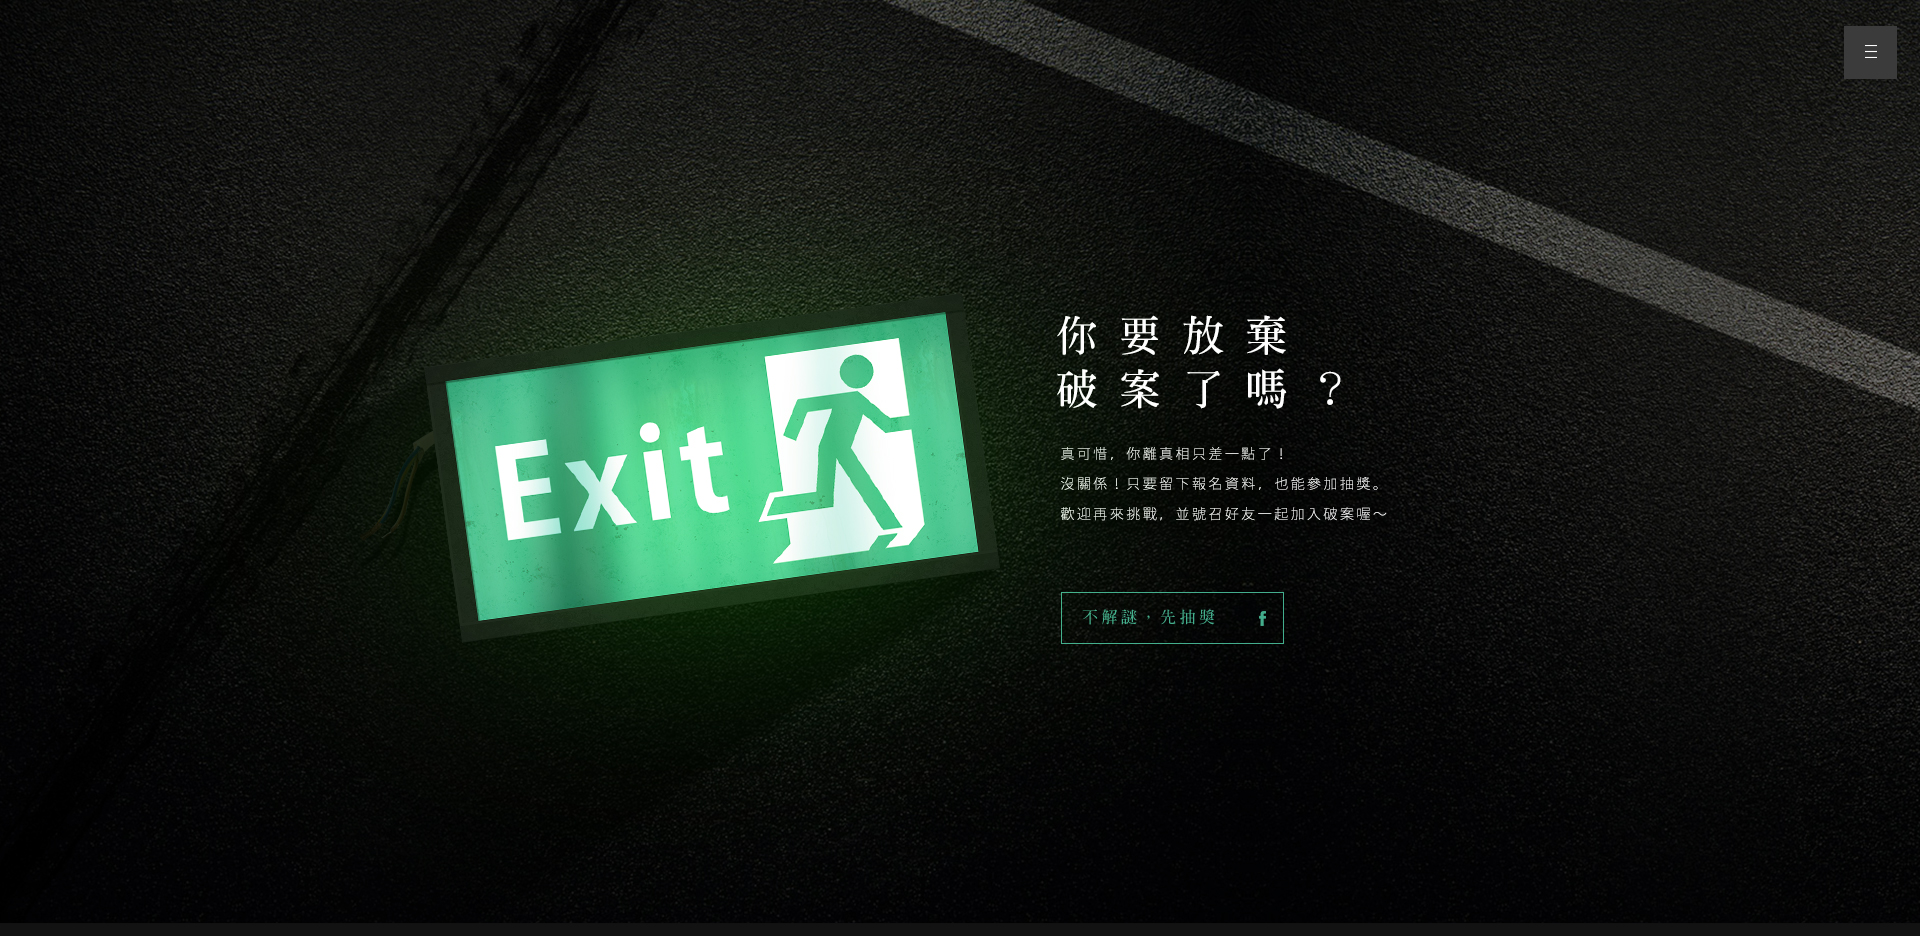 Exit
你要放棄
破案了嗎？
真可惜，你離真相只差一點了！
沒關係！只要留下報名資料，也能參加抽獎。
歡迎再來挑戰，並號召好友一起加入破案喔～
不解謎，先抽獎